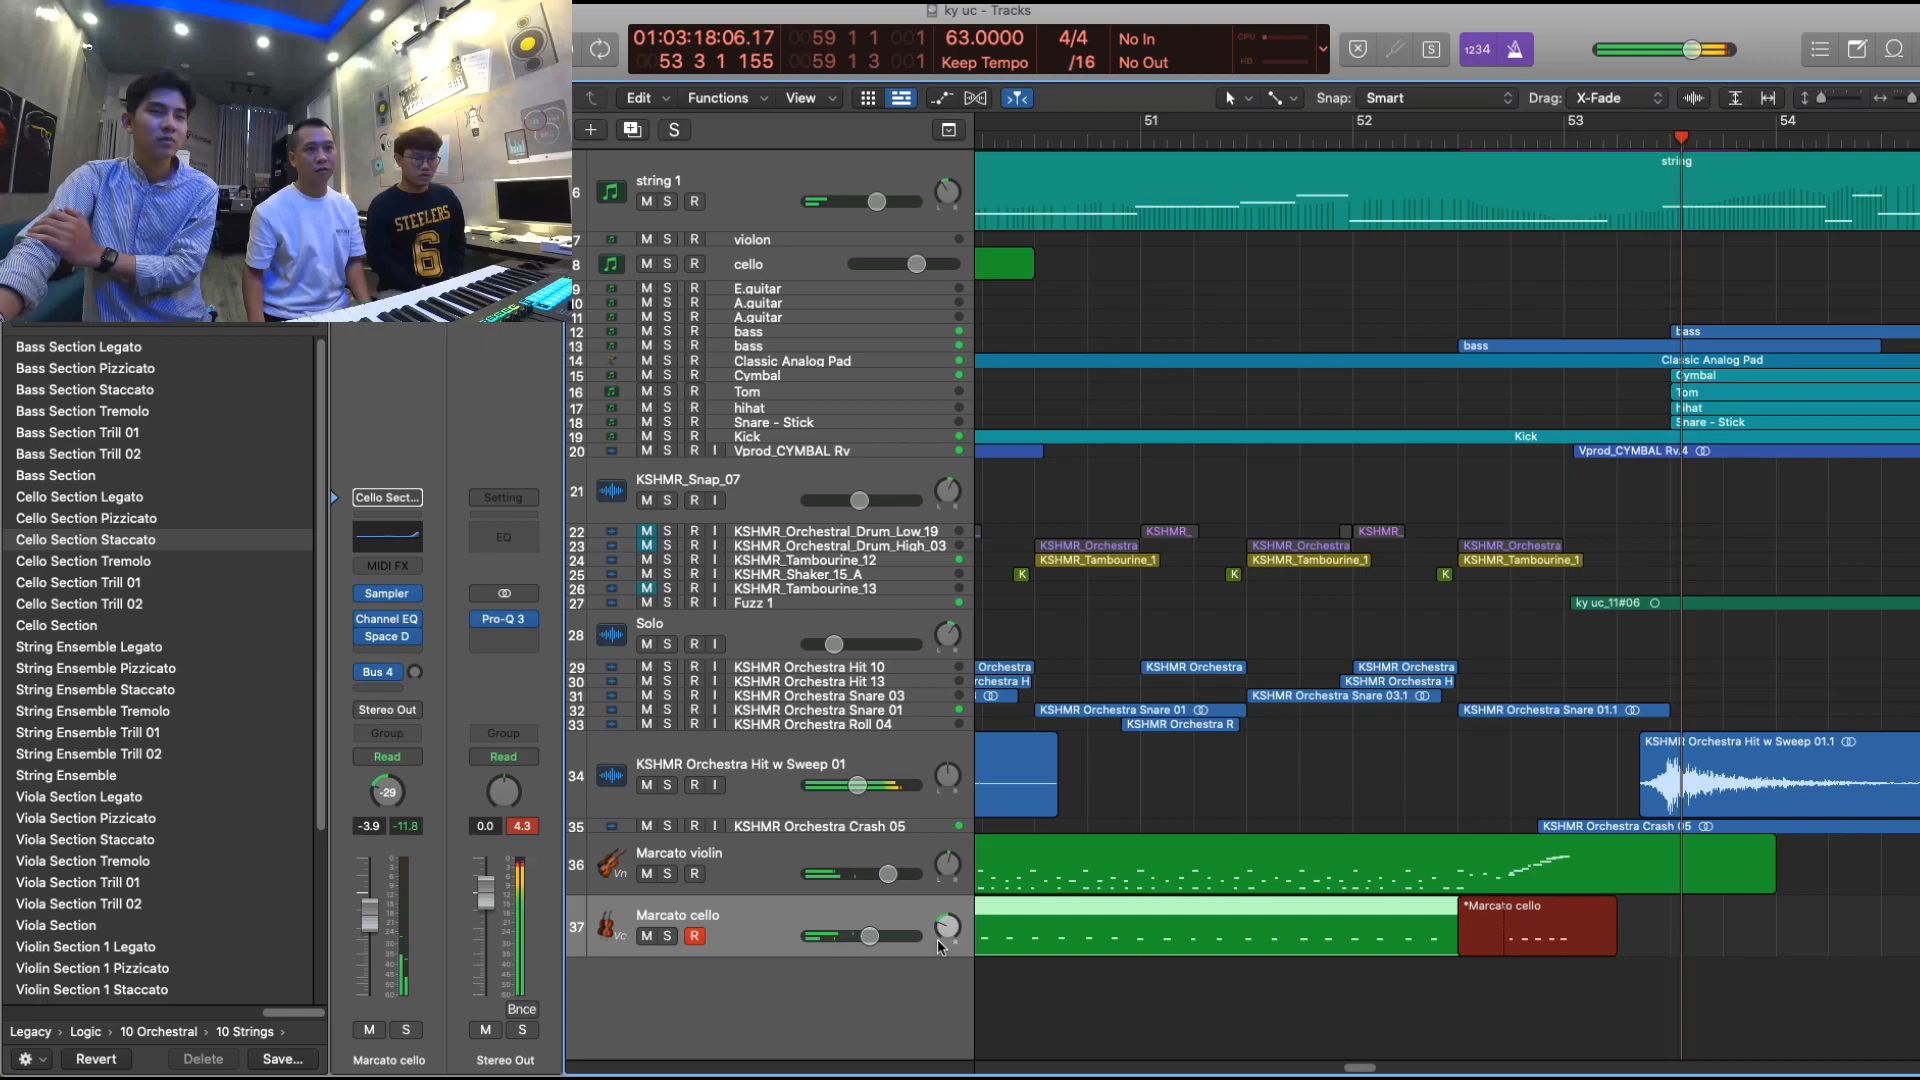 ky uc - Tracks
01:03:18:06.17
0059 1 1 001
63.0000
4/4
No In
CPU
53 3 1 155
0059 1 3 001
Keep Tempo
/16
No Out
HD
S
1234
Edit
Functions
View
Snap: Smart
Drag: X-Fade
S
51
52
53
54
STEELERS
6
6
string 1
M S R
string
7
M S R
violon
8
M S R
cello
9
M S R
E.guitar
10
M S R
A.guitar
11
M S R
A.guitar
12
M S R
bass
bass
13
M S R
bass
bass
14
M S R
Classic Analog Pad
Classic Analog Pad
15
M S R
Cymbal
Cymbal
16
M S R
Tom
Tom
17
M S R
hihat
hihat
18
M S R
Snare - Stick
Snare - Stick
19
M S R
Kick
Kick
20
M S R I
Vprod_CYMBAL Rv
Vprod_CYMBAL Rv.4
21
KSHMR_Snap_07
M S R I
22
M S R I
KSHMR_Orchestral_Drum_Low_19
KSHMR_
KSHMR_
23
M S R I
KSHMR_Orchestral_Drum_High_03
KSHMR_Orchestra
KSHMR_Orchestra
KSHMR_Orchestra
24
M S R I
KSHMR_Tambourine_12
KSHMR_Tambourine_1
KSHMR_Tambourine_1
KSHMR_Tambourine_1
25
M S R I
KSHMR_Shaker_15_A
K
K
K
26
M S R I
KSHMR_Tambourine_13
27
M S R I
Fuzz 1
ky uc_11#06
28
Solo
M S R I
29
M S R I
KSHMR Orchestra Hit 10
Orchestra
KSHMR Orchestra
KSHMR Orchestra
30
M S R I
KSHMR Orchestra Hit 13
rchestra H
KSHMR Orchestra H
31
M S R I
KSHMR Orchestra Snare 03
KSHMR Orchestra Snare 03.1
32
M S R I
KSHMR Orchestra Snare 01
KSHMR Orchestra Snare 01
KSHMR Orchestra Snare 01.1
33
M S R I
KSHMR Orchestra Roll 04
KSHMR Orchestra R
34
KSHMR Orchestra Hit w Sweep 01
M S R I
KSHMR Orchestra Hit w Sweep 01.1
35
M S R I
KSHMR Orchestra Crash 05
KSHMR Orchestra Crash 05
36
Vn
Marcato violin
M S R
37
Vc
Marcato cello
M S R
*Marcato cello
Bass Section Legato
Bass Section Pizzicato
Bass Section Staccato
Bass Section Tremolo
Bass Section Trill 01
Bass Section Trill 02
Bass Section
Cello Section Legato
Cello Section Pizzicato
Cello Section Staccato
Cello Section Tremolo
Cello Section Trill 01
Cello Section Trill 02
Cello Section
String Ensemble Legato
String Ensemble Pizzicato
String Ensemble Staccato
String Ensemble Tremolo
String Ensemble Trill 01
String Ensemble Trill 02
String Ensemble
Viola Section Legato
Viola Section Pizzicato
Viola Section Staccato
Viola Section Tremolo
Viola Section Trill 01
Viola Section Trill 02
Viola Section
Violin Section 1 Legato
Violin Section 1 Pizzicato
Violin Section 1 Staccato
Legacy › Logic › 10 Orchestral › 10 Strings ›
Revert
Delete
Save...
Cello Sect...
MIDI FX
Sampler
Channel EQ
Space D
Bus 4
Stereo Out
Group
Read
-29
-3.9
-11.8
M S
Marcato cello
Setting
EQ
Pro-Q 3
Group
Read
0.0
4.3
Bnce
M S
Stereo Out